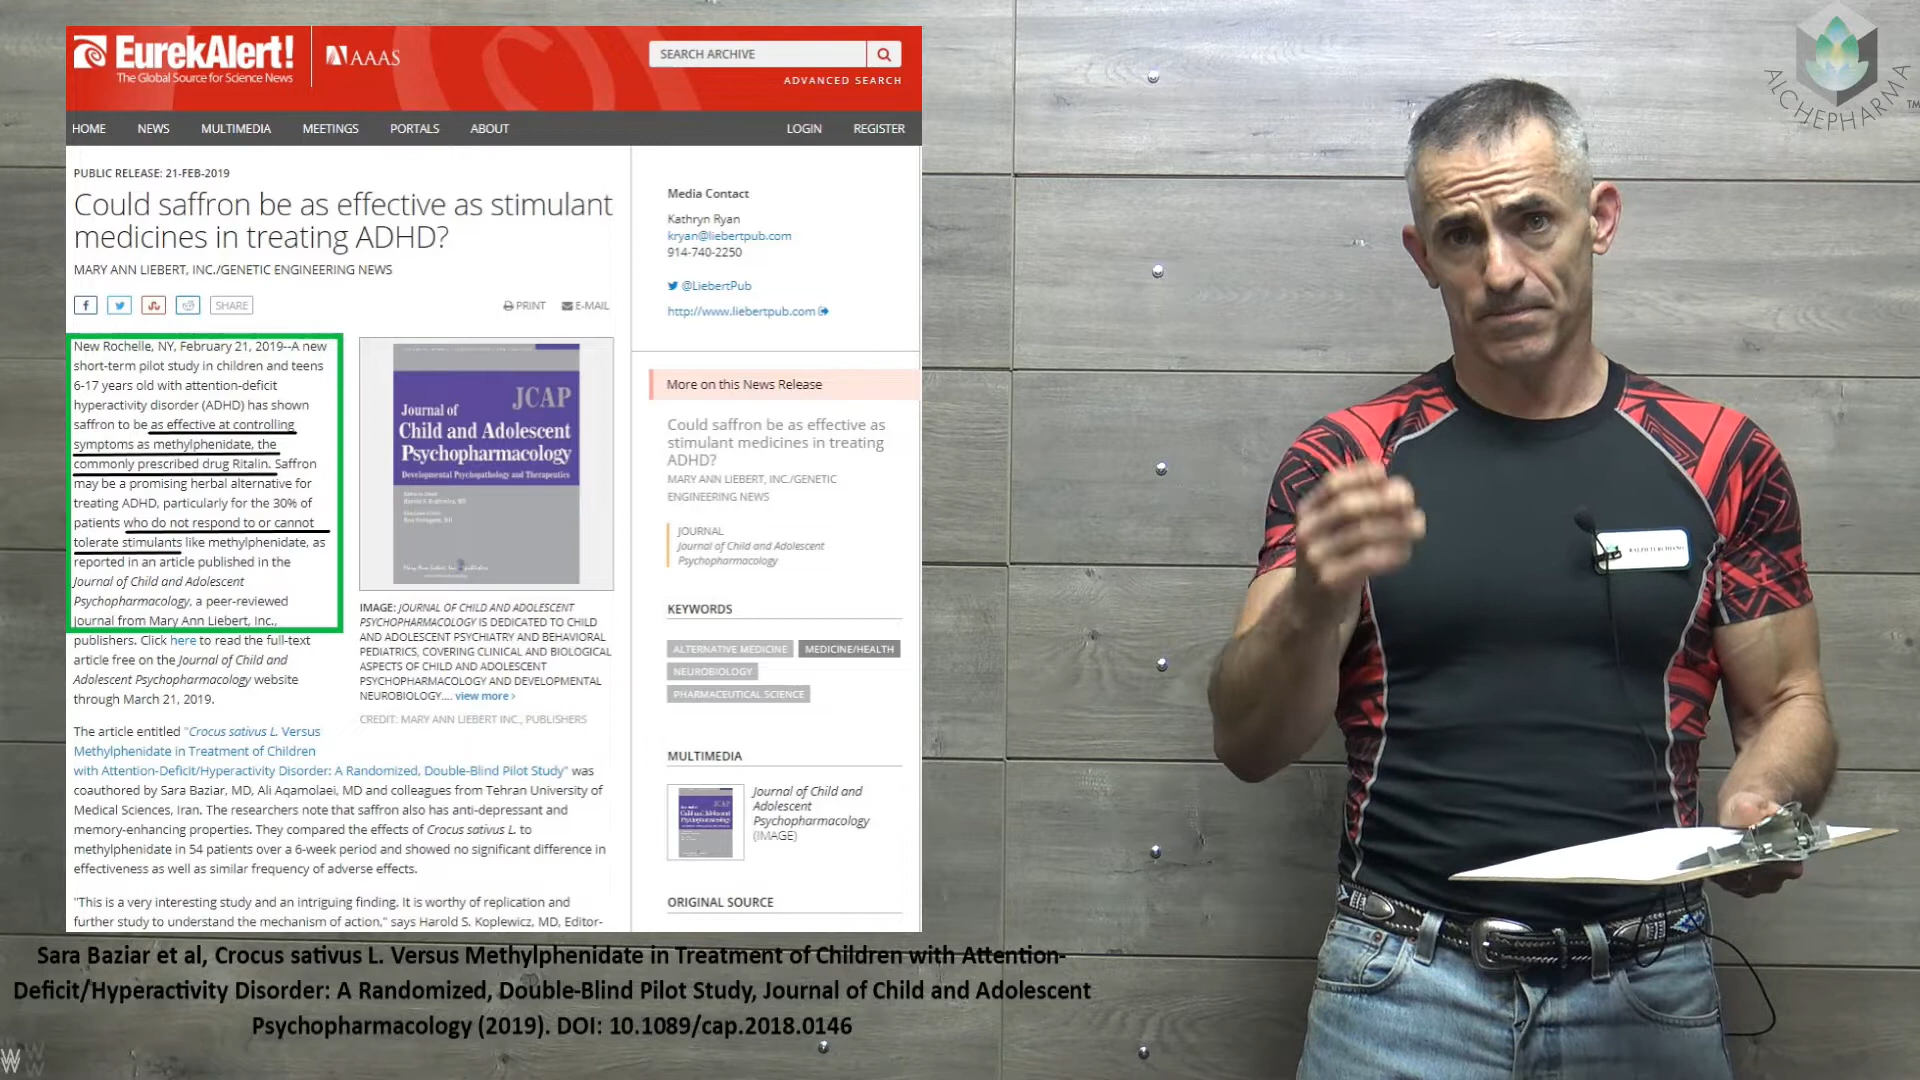 EurekAlert!
The Global Source for Science News
AAAS
SEARCH ARCHIVE
ADVANCED SEARCH
HOME NEWS MULTIMEDIA MEETINGS PORTALS ABOUT LOGIN REGISTER
PUBLIC RELEASE: 21-FEB-2019
Could saffron be as effective as stimulant
medicines in treating ADHD?
MARY ANN LIEBERT, INC./GENETIC ENGINEERING NEWS
SHARE
PRINT E-MAIL
New Rochelle, NY, February 21, 2019--A new
short-term pilot study in children and teens
6-17 years old with attention-deficit
hyperactivity disorder (ADHD) has shown
saffron to be as effective at controlling
symptoms as methylphenidate, the
commonly prescribed drug Ritalin. Saffron
may be a promising herbal alternative for
treating ADHD, particularly for the 30% of
patients who do not respond to or cannot
tolerate stimulants like methylphenidate, as
reported in an article published in the
Journal of Child and Adolescent
Psychopharmacology, a peer-reviewed
journal from Mary Ann Liebert, Inc.,
publishers. Click here to read the full-text
article free on the Journal of Child and
Adolescent Psychopharmacology website
through March 21, 2019.
JCAP
Journal of
Child and Adolescent
Psychopharmacology
Developmental Psychopathology and Therapeutics
IMAGE: JOURNAL OF CHILD AND ADOLESCENT
PSYCHOPHARMACOLOGY IS DEDICATED TO CHILD
AND ADOLESCENT PSYCHIATRY AND BEHAVIORAL
PEDIATRICS, COVERING CLINICAL AND BIOLOGICAL
ASPECTS OF CHILD AND ADOLESCENT
PSYCHOPHARMACOLOGY AND DEVELOPMENTAL
NEUROBIOLOGY.... view more >
CREDIT: MARY ANN LIEBERT INC., PUBLISHERS
The article entitled "Crocus sativus L. Versus
Methylphenidate in Treatment of Children
with Attention-Deficit/Hyperactivity Disorder: A Randomized, Double-Blind Pilot Study" was
coauthored by Sara Baziar, MD, Ali Aqamolaei, MD and colleagues from Tehran University of
Medical Sciences, Iran. The researchers note that saffron also has anti-depressant and
memory-enhancing properties. They compared the effects of Crocus sativus L. to
methylphenidate in 54 patients over a 6-week period and showed no significant difference in
effectiveness as well as similar frequency of adverse effects.
"This is a very interesting study and an intriguing finding. It is worthy of replication and
further study to understand the mechanism of action," says Harold S. Koplewicz, MD, Editor-
Media Contact
Kathryn Ryan
kryan@liebertpub.com
914-740-2250
@LiebertPub
http://www.liebertpub.com
More on this News Release
Could saffron be as effective as
stimulant medicines in treating
ADHD?
MARY ANN LIEBERT, INC./GENETIC
ENGINEERING NEWS
JOURNAL
Journal of Child and Adolescent
Psychopharmacology
KEYWORDS
ALTERNATIVE MEDICINE MEDICINE/HEALTH
NEUROBIOLOGY
PHARMACEUTICAL SCIENCE
MULTIMEDIA
Journal of Child and
Adolescent
Psychopharmacology
(IMAGE)
ORIGINAL SOURCE
Sara Baziar et al, Crocus sativus L. Versus Methylphenidate in Treatment of Children with Attention-
Deficit/Hyperactivity Disorder: A Randomized, Double-Blind Pilot Study, Journal of Child and Adolescent
Psychopharmacology (2019). DOI: 10.1089/cap.2018.0146
ALCHEPHARMA
TM